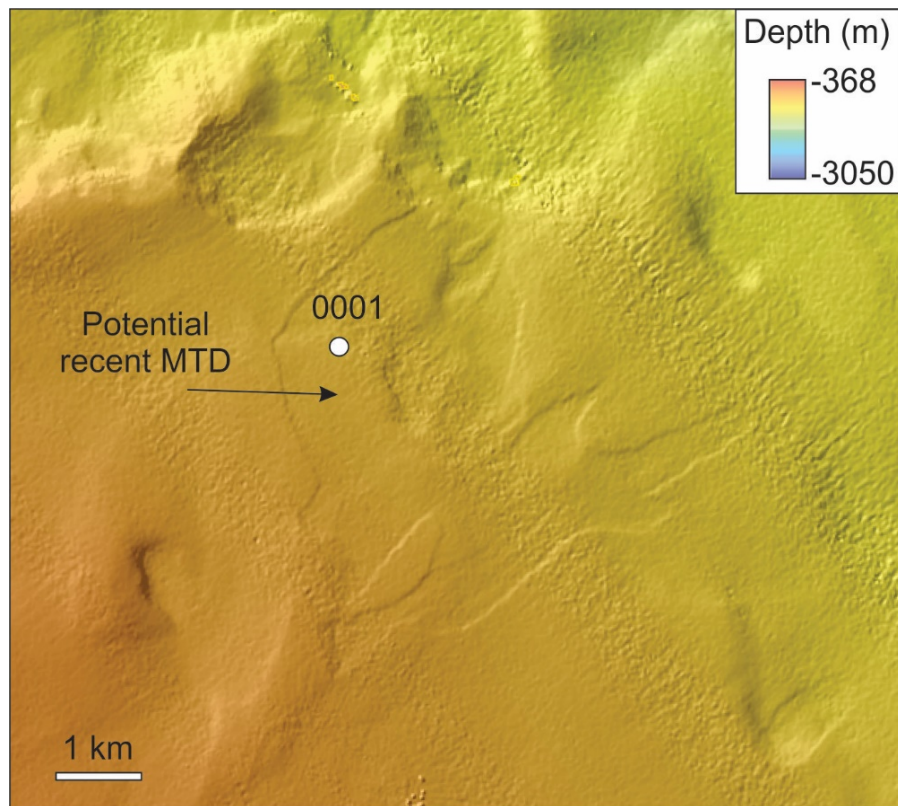 Depth (m)
-368
-3050
0001
Potential
recent MTD
1 km